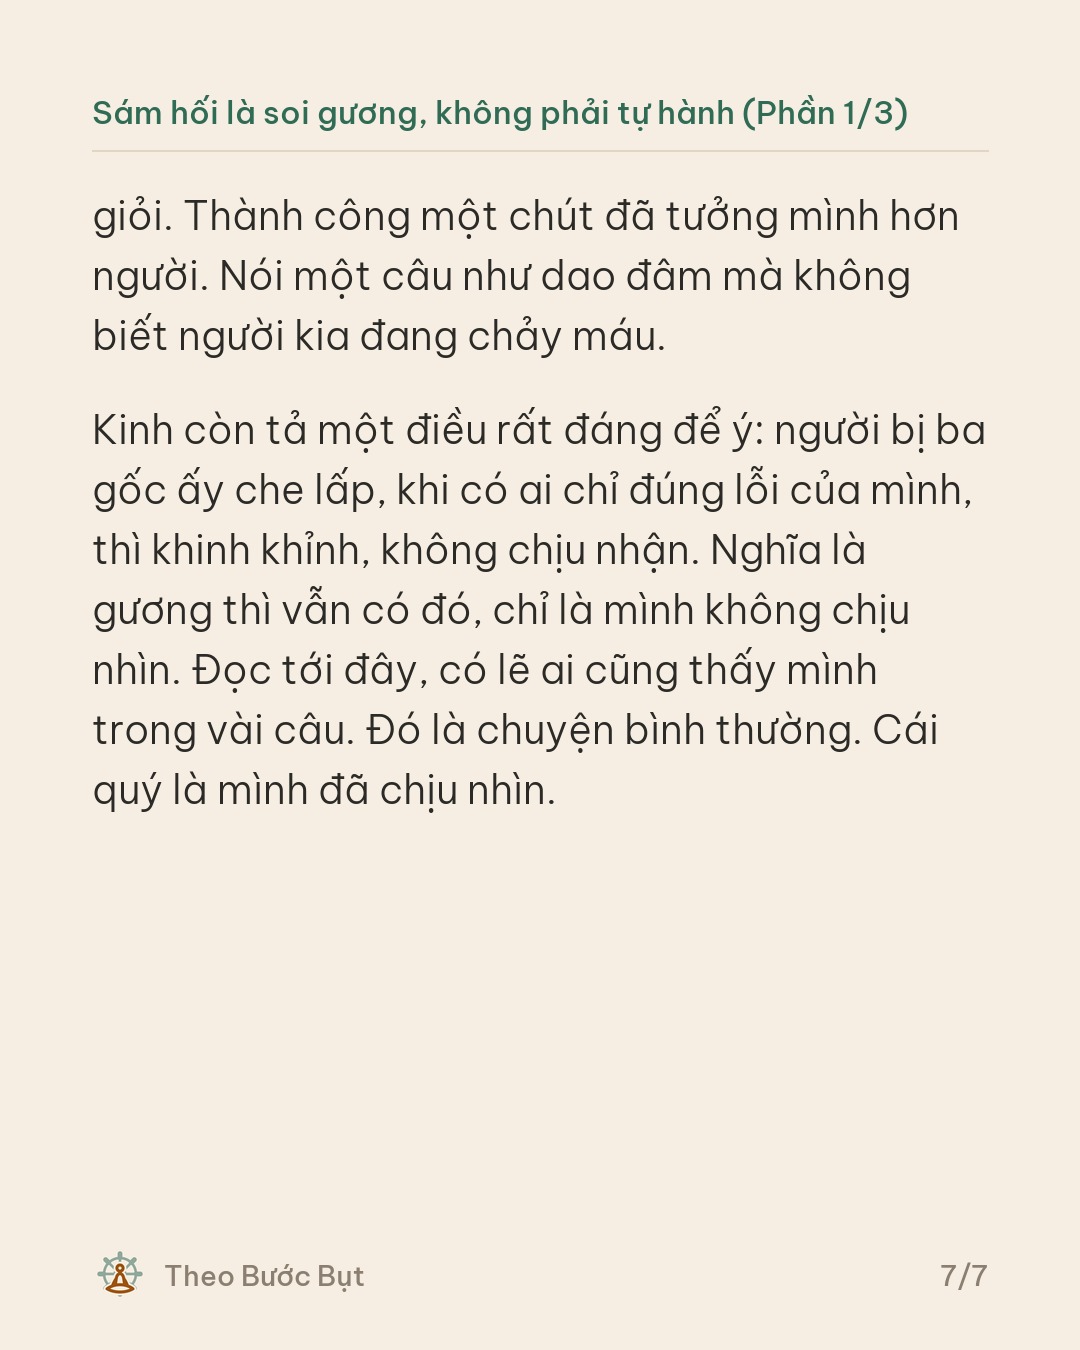 Sám hối là soi gương, không phải tự hành (Phần 1/3)
giỏi. Thành công một chút đã tưởng mình hơn
người. Nói một câu như dao đâm mà không
biết người kia đang chảy máu.
Kinh còn tả một điều rất đáng để ý: người bị ba
gốc ấy che lấp, khi có ai chỉ đúng lỗi của mình,
thì khinh khỉnh, không chịu nhận. Nghĩa là
gương thì vẫn có đó, chỉ là mình không chịu
nhìn. Đọc tới đây, có lẽ ai cũng thấy mình
trong vài câu. Đó là chuyện bình thường. Cái
quý là mình đã chịu nhìn.
Theo Bước Bụt
7/7